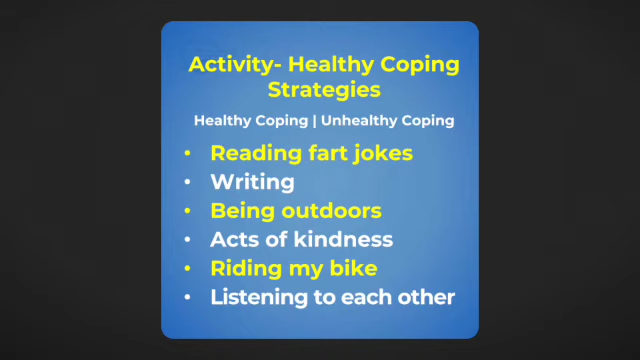 Activity- Healthy Coping
Strategies
Healthy Coping | Unhealthy Coping
• Reading fart jokes
• Writing
• Being outdoors
• Acts of kindness
• Riding my bike
• Listening to each other